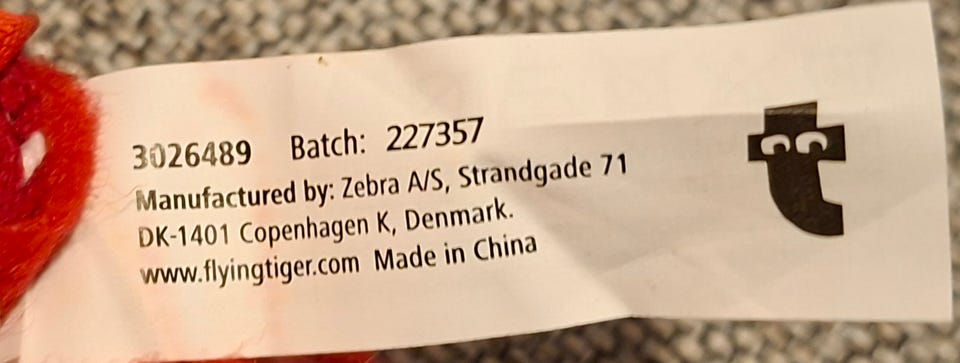 3026489 Batch: 227357
Manufactured by: Zebra A/S, Strandgade 71
DK-1401 Copenhagen K, Denmark.
www.flyingtiger.com Made in China